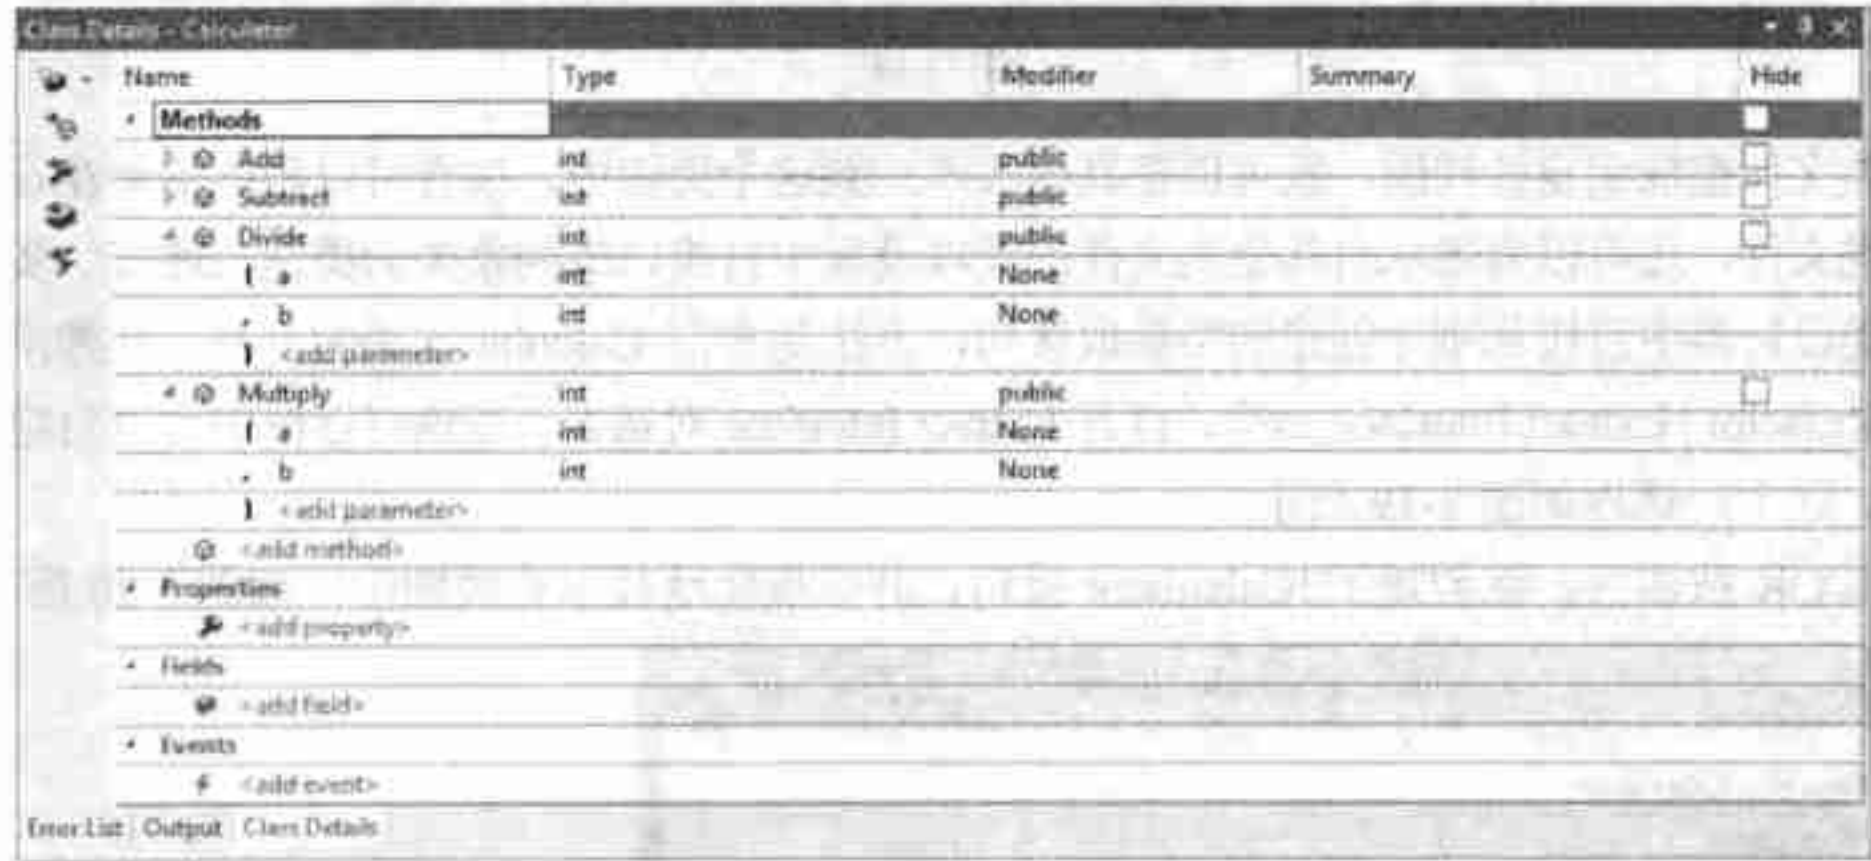 Class Details - Calculator
Name Type Modifier Summary Hide
Methods
Add int public
Subtract int public
Divide int public
( a int None
, b int None
) <add parameter>
Multiply int public
( a int None
, b int None
) <add parameter>
<add method>
Properties
<add property>
Fields
<add field>
Events
<add event>
Error List Output Class Details